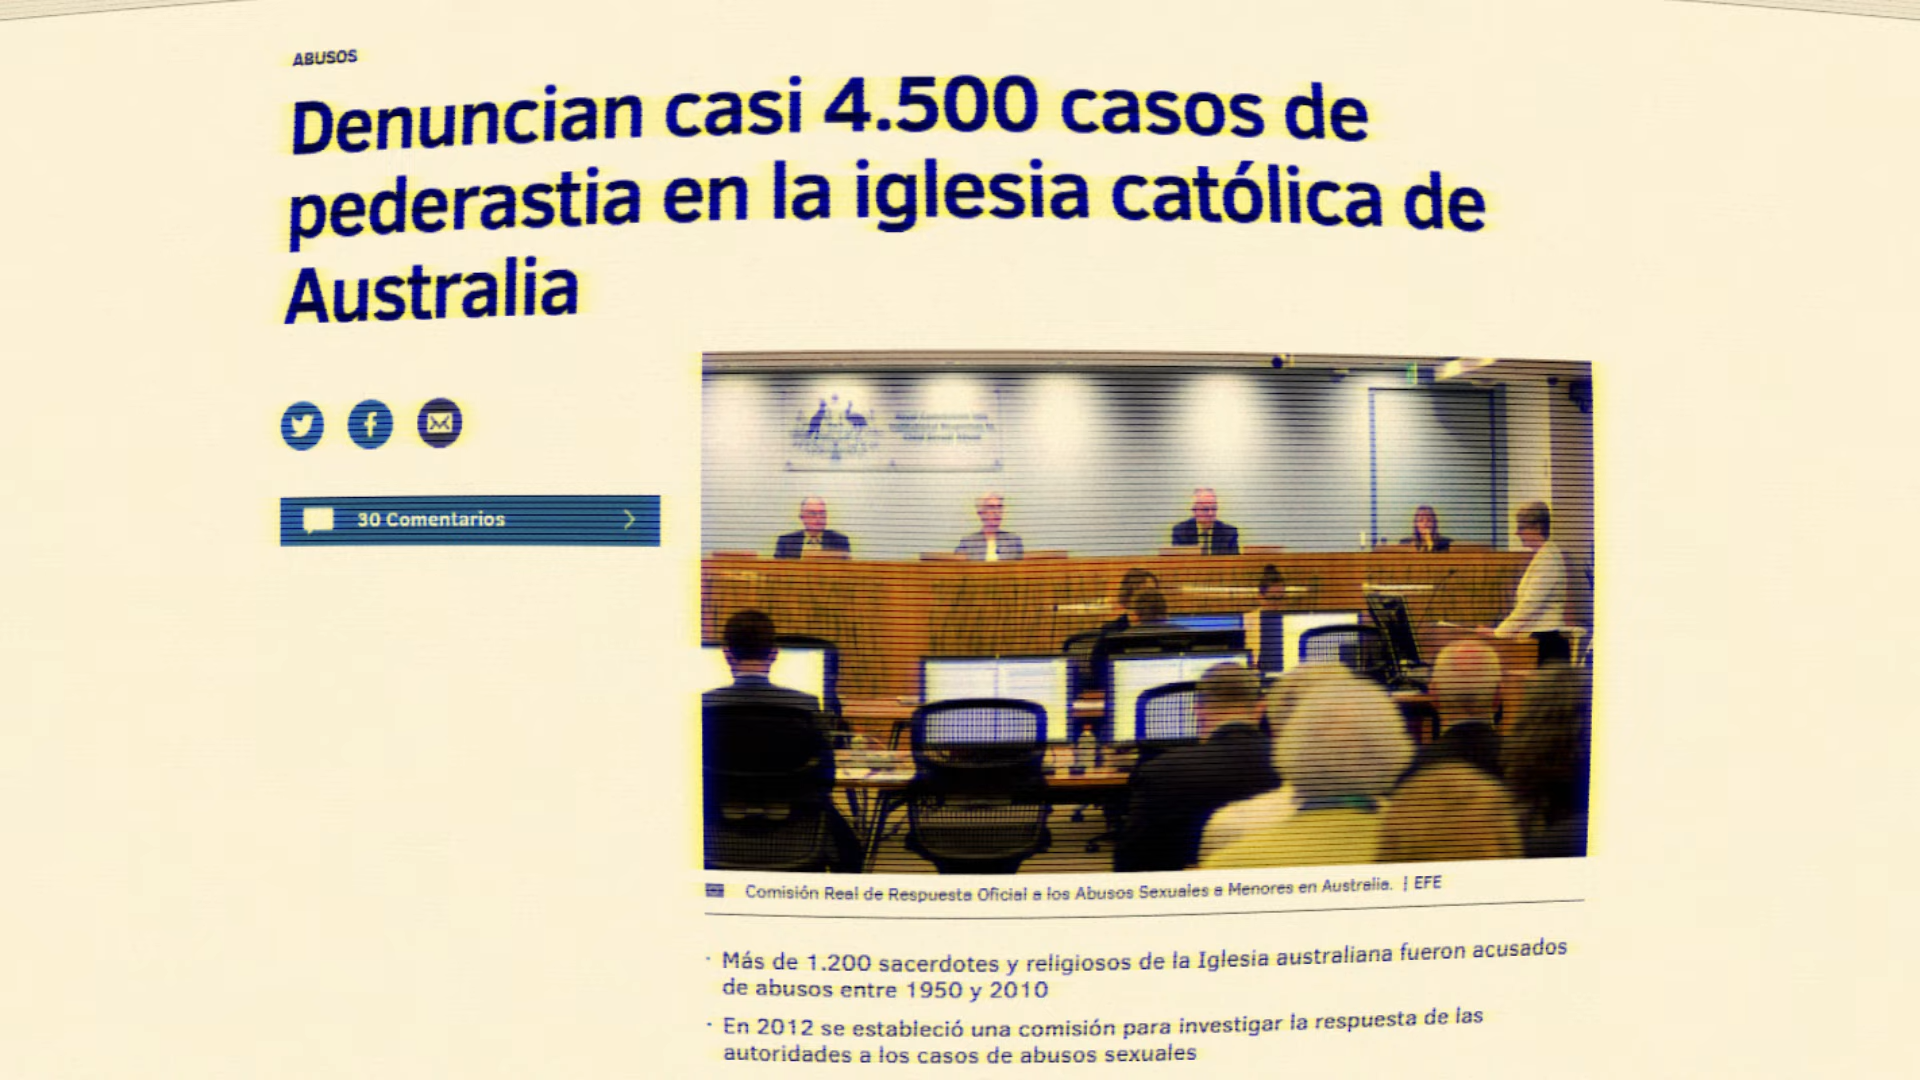 ABUSOS
Denuncian casi 4.500 casos de
pederastia en la iglesia católica de
Australia
30 Comentarios
Comisión Real de Respuesta Oficial a los Abusos Sexuales a Menores en Australia. | EFE
· Más de 1.200 sacerdotes y religiosos de la Iglesia australiana fueron acusados
de abusos entre 1950 y 2010
· En 2012 se estableció una comisión para investigar la respuesta de las
autoridades a los casos de abusos sexuales